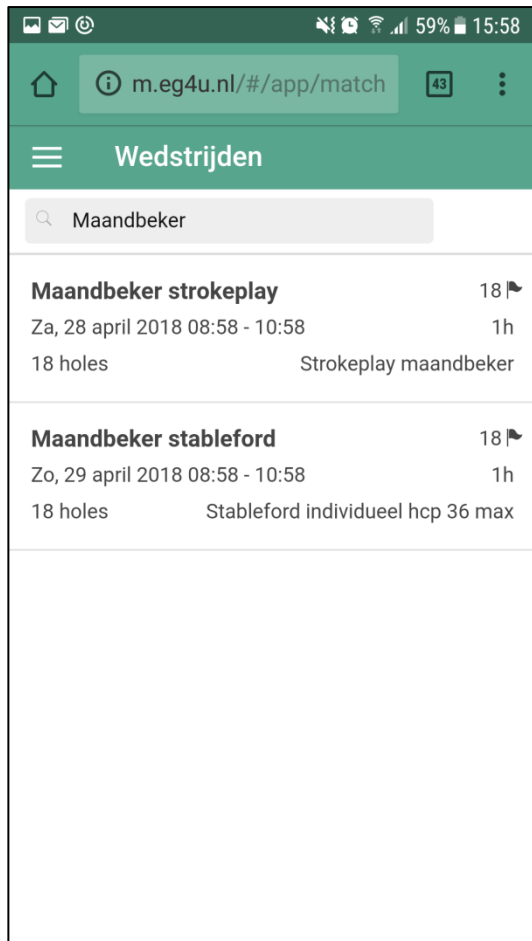 59% 15:58
m.eg4u.nl/#/app/match 43
Wedstrijden
Maandbeker
Maandbeker strokeplay 18
Za, 28 april 2018 08:58 - 10:58 1h
18 holes Strokeplay maandbeker
Maandbeker stableford 18
Zo, 29 april 2018 08:58 - 10:58 1h
18 holes Stableford individueel hcp 36 max